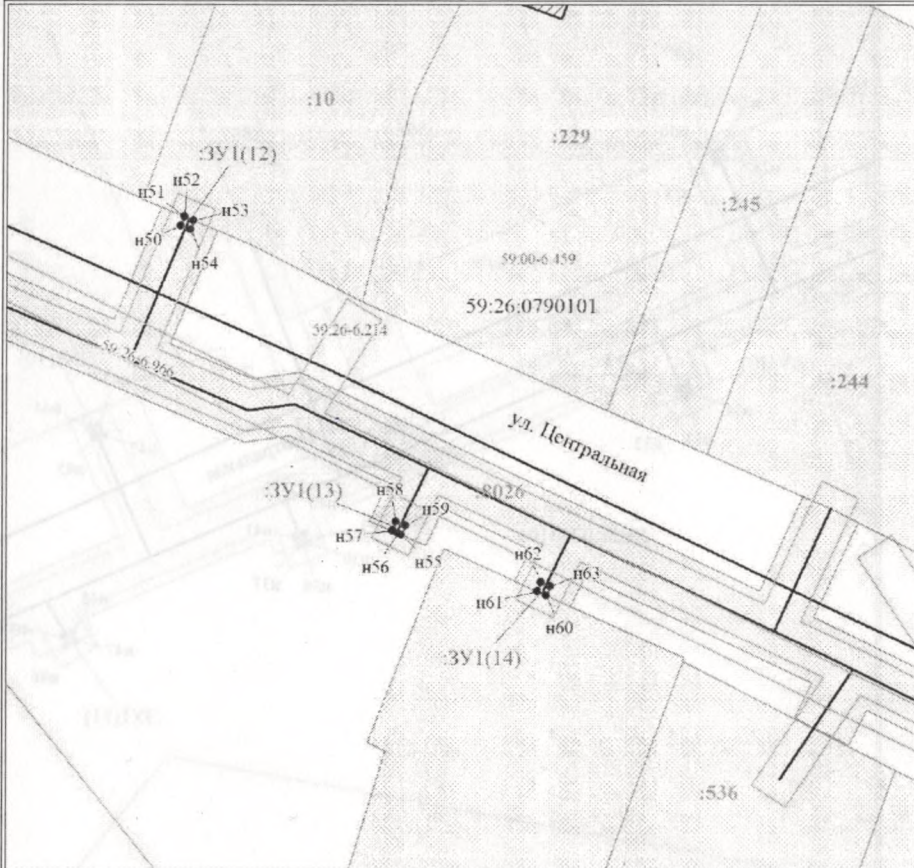 :10
:229
:ЗУ1(12)
н52
н51
н53
:245
н50
н54
59:00-6.459
59:26:0790101
59:26-6.214
59:26-6.966
:244
ул. Центральная
:ЗУ1(13)
н58
:8026
н59
н57
н55
н56
н62
н63
н61
н60
:ЗУ1(14)
:536